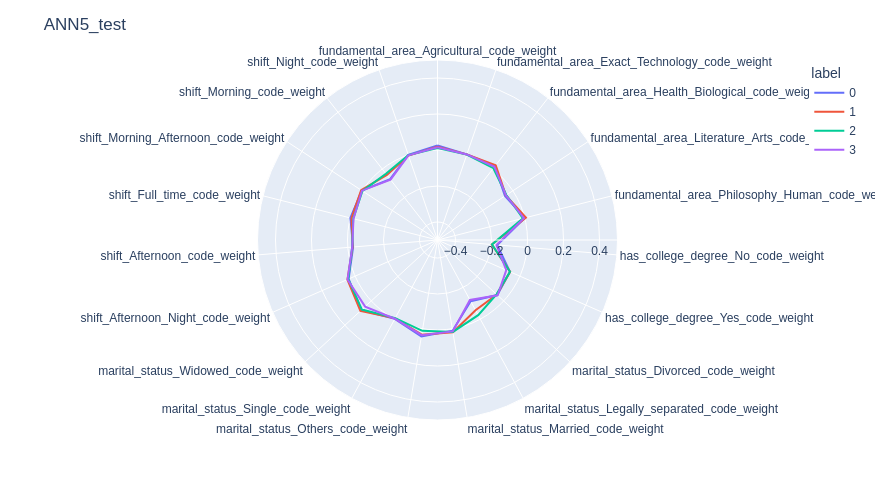 ANN5_test
fundamental_area_Agricultural_code_weight
shift_Night_code_weight
fundamental_area_Exact_Technology_code_weight
label
shift_Morning_code_weight
fundamental_area_Health_Biological_code_weig
0
1
2
3
shift_Morning_Afternoon_code_weight
fundamental_area_Literature_Arts_code_
shift_Full_time_code_weight
fundamental_area_Philosophy_Human_code_we
−0.4 −0.2 0 0.2 0.4
shift_Afternoon_code_weight
has_college_degree_No_code_weight
shift_Afternoon_Night_code_weight
has_college_degree_Yes_code_weight
marital_status_Widowed_code_weight
marital_status_Divorced_code_weight
marital_status_Single_code_weight
marital_status_Legally_separated_code_weight
marital_status_Others_code_weight
marital_status_Married_code_weight